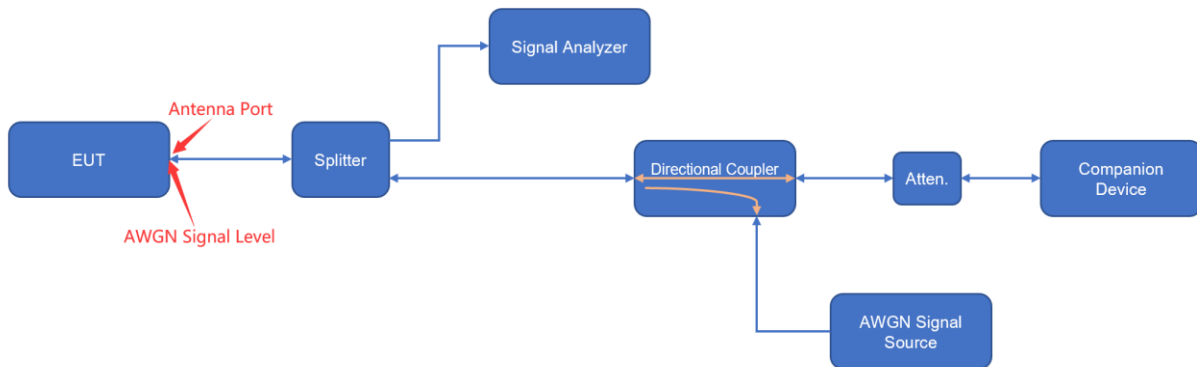 Signal Analyzer
Antenna Port
EUT
Splitter
AWGN Signal Level
Directional Coupler
Atten.
Companion
Device
AWGN Signal
Source